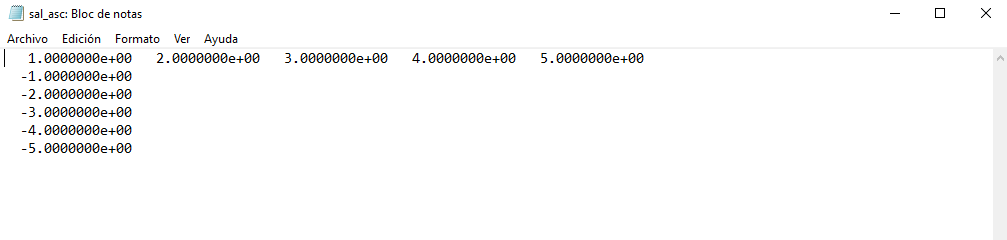 sal_asc: Bloc de notas
Archivo Edición Formato Ver Ayuda
1.0000000e+00 2.0000000e+00 3.0000000e+00 4.0000000e+00 5.0000000e+00
-1.0000000e+00
-2.0000000e+00
-3.0000000e+00
-4.0000000e+00
-5.0000000e+00